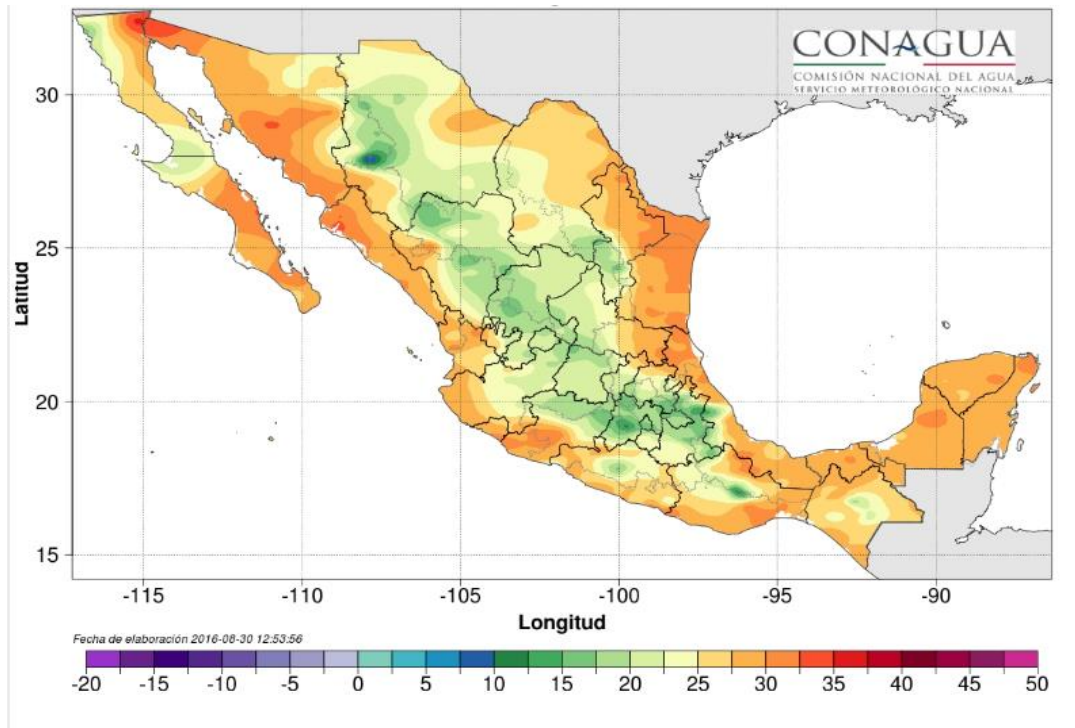 CONAGUA
COMISIÓN NACIONAL DEL AGUA
SERVICIO METEOROLÓGICO NACIONAL
30
25
20
15
Latitud
-115 -110 -105 -100 -95 -90
Longitud
Fecha de elaboración 2016-08-30 12:53:56
-20 -15 -10 -5 0 5 10 15 20 25 30 35 40 45 50